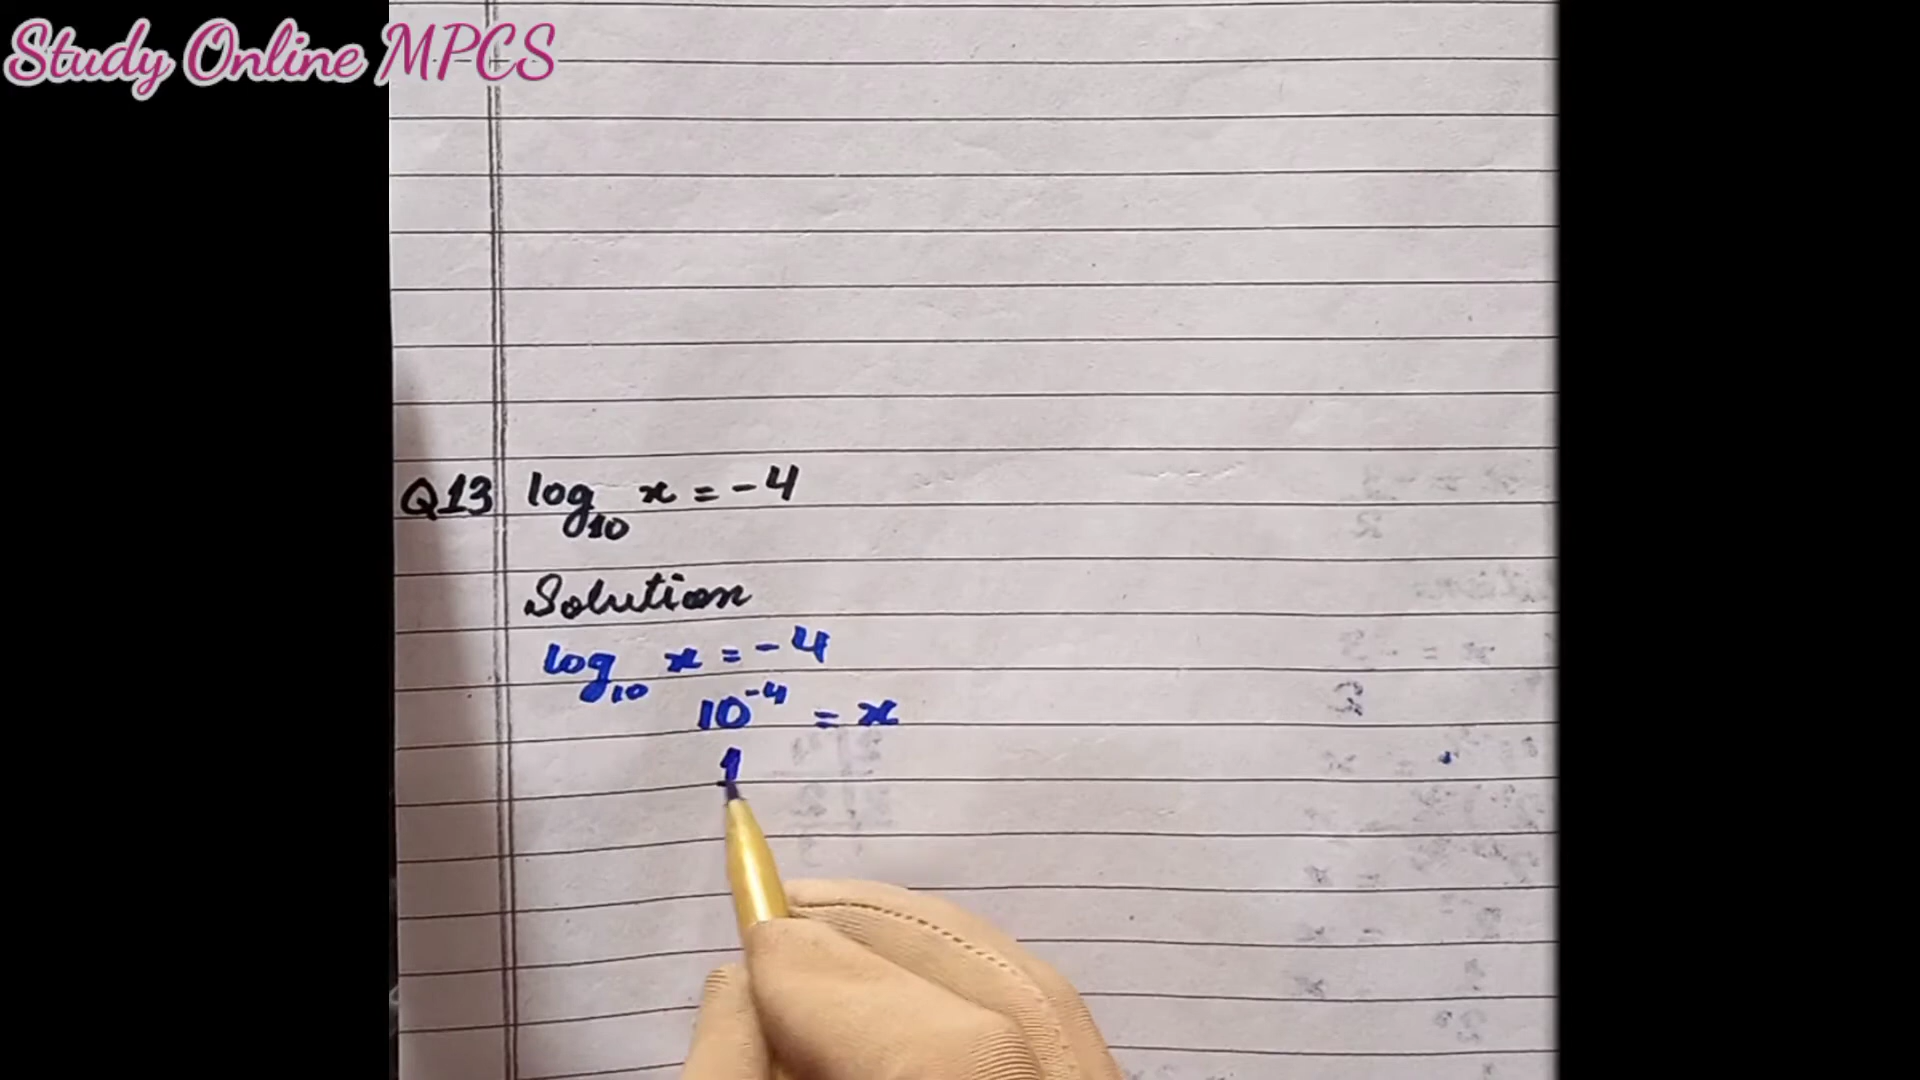 Study Online MPCS
Q13 log₁₀ x = -4
Solution
log₁₀ x = -4
10⁻⁴ = x
1